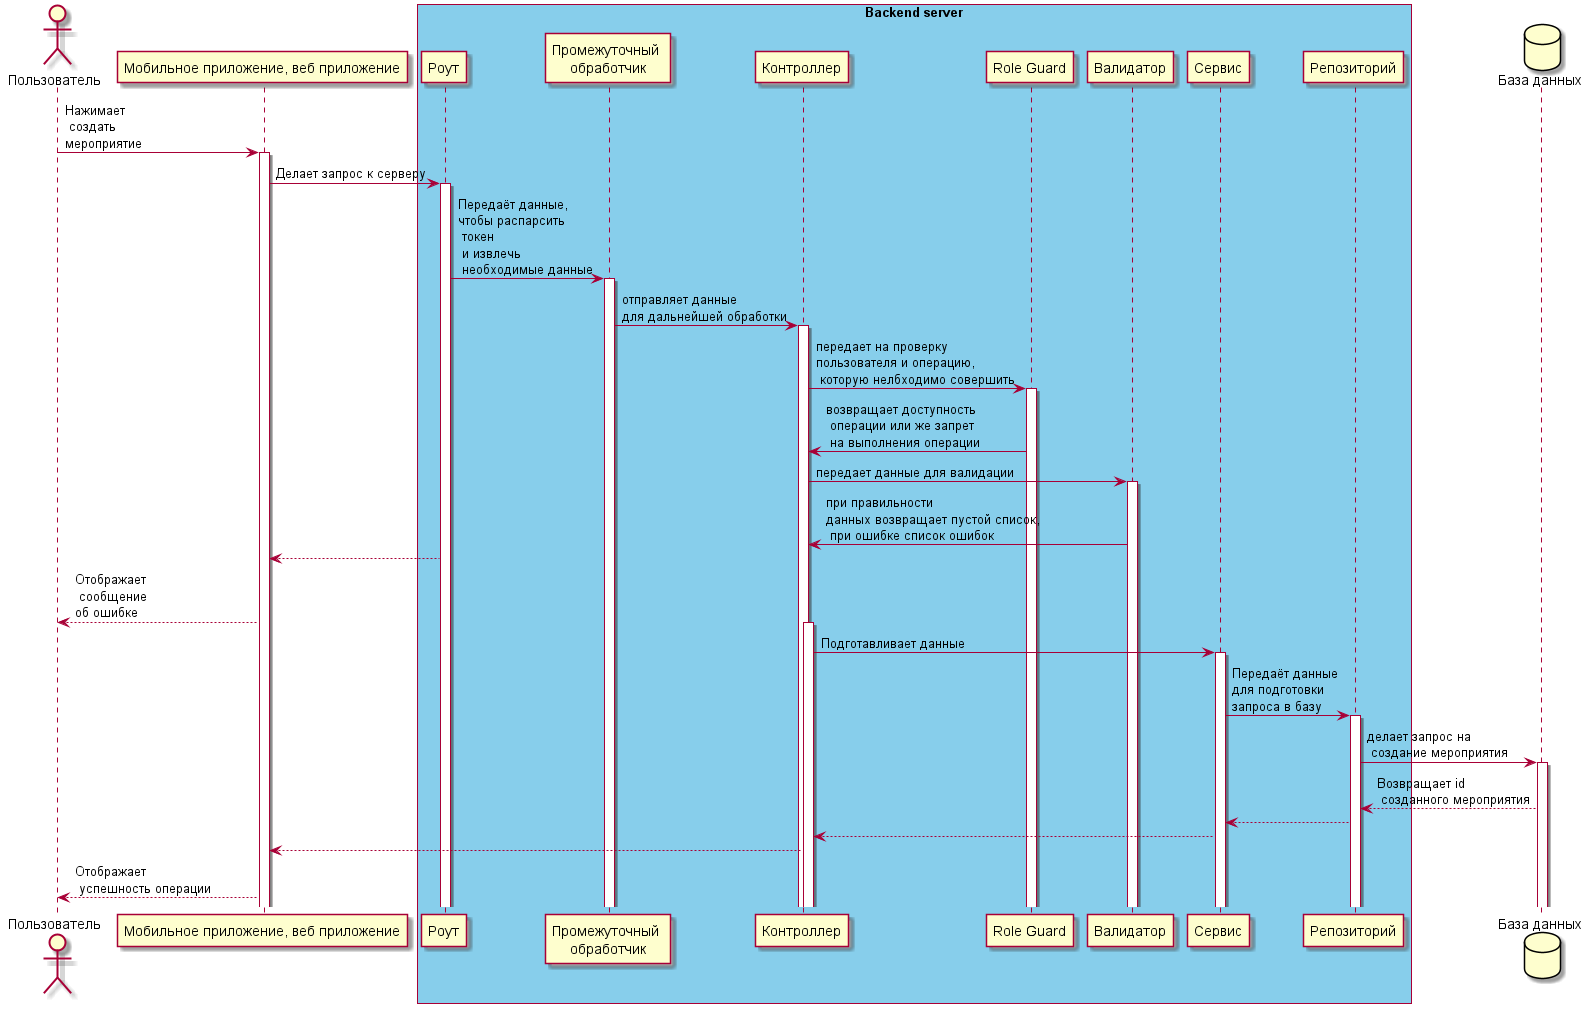 Backend server
Пользователь
Мобильное приложение, веб приложение
Роут
Промежуточный
обработчик
Контроллер
Role Guard
Валидатор
Сервис
Репозиторий
База данных
Нажимает
создать
мероприятие
Делает запрос к серверу
Передаёт данные,
чтобы распарсить
токен
и извлечь
необходимые данные
отправляет данные
для дальнейшей обработки
передает на проверку
пользователя и операцию,
которую нелбходимо совершить
возвращает доступность
операции или же запрет
на выполнения операции
передает данные для валидации
при правильности
данных возвращает пустой список,
при ошибке список ошибок
Отображает
сообщение
об ошибке
Подготавливает данные
Передаёт данные
для подготовки
запроса в базу
делает запрос на
создание мероприятия
Возвращает id
созданного мероприятия
Отображает
успешность операции
Пользователь
Мобильное приложение, веб приложение
Роут
Промежуточный
обработчик
Контроллер
Role Guard
Валидатор
Сервис
Репозиторий
База данных